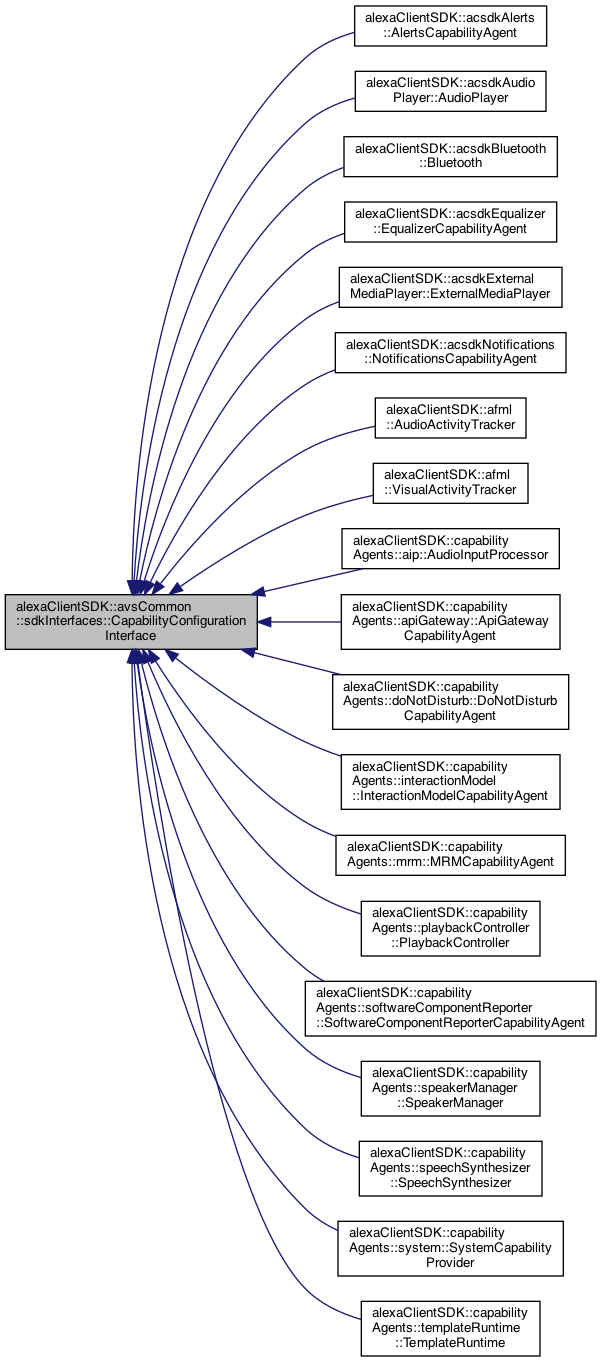 alexaClientSDK::acsdkAlerts
::AlertsCapabilityAgent
alexaClientSDK::acsdkAudio
Player::AudioPlayer
alexaClientSDK::acsdkBluetooth
::Bluetooth
alexaClientSDK::acsdkEqualizer
::EqualizerCapabilityAgent
alexaClientSDK::acsdkExternal
MediaPlayer::ExternalMediaPlayer
alexaClientSDK::acsdkNotifications
::NotificationsCapabilityAgent
alexaClientSDK::afml
::AudioActivityTracker
alexaClientSDK::afml
::VisualActivityTracker
alexaClientSDK::capability
Agents::aip::AudioInputProcessor
alexaClientSDK::avsCommon
::sdkInterfaces::CapabilityConfiguration
Interface
alexaClientSDK::capability
Agents::apiGateway::ApiGateway
CapabilityAgent
alexaClientSDK::capability
Agents::doNotDisturb::DoNotDisturb
CapabilityAgent
alexaClientSDK::capability
Agents::interactionModel
::InteractionModelCapabilityAgent
alexaClientSDK::capability
Agents::mrm::MRMCapabilityAgent
alexaClientSDK::capability
Agents::playbackController
::PlaybackController
alexaClientSDK::capability
Agents::softwareComponentReporter
::SoftwareComponentReporterCapabilityAgent
alexaClientSDK::capability
Agents::speakerManager
::SpeakerManager
alexaClientSDK::capability
Agents::speechSynthesizer
::SpeechSynthesizer
alexaClientSDK::capability
Agents::system::SystemCapability
Provider
alexaClientSDK::capability
Agents::templateRuntime
::TemplateRuntime